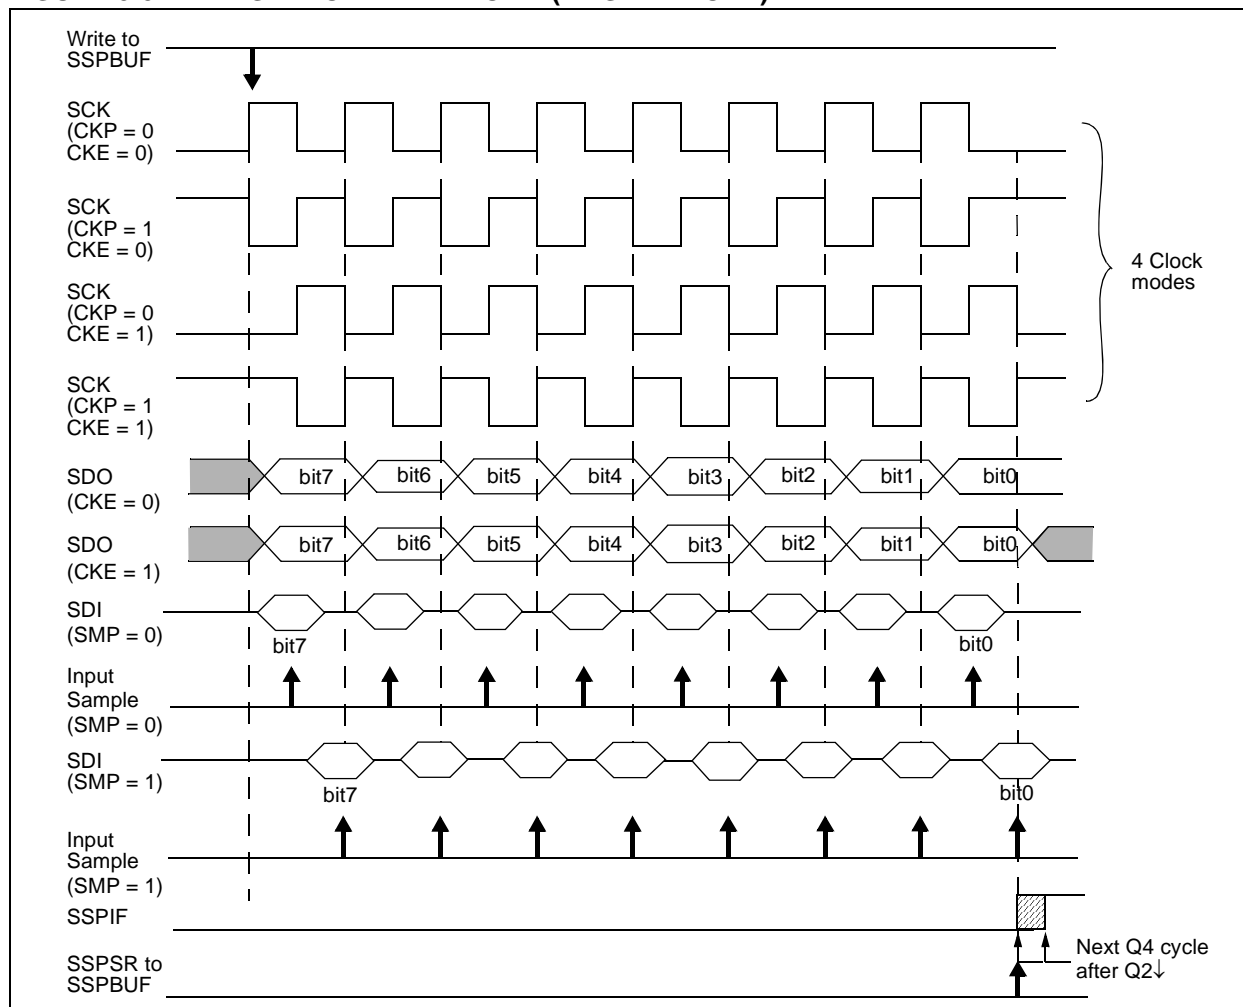 Write to
SSPBUF
SCK
(CKP = 0
CKE = 0)
SCK
(CKP = 1
CKE = 0)
SCK
(CKP = 0
CKE = 1)
SCK
(CKP = 1
CKE = 1)
4 Clock
modes
SDO
(CKE = 0)
bit7 bit6 bit5 bit4 bit3 bit2 bit1 bit0
SDO
(CKE = 1)
bit7 bit6 bit5 bit4 bit3 bit2 bit1 bit0
SDI
(SMP = 0)
bit7 bit0
Input
Sample
(SMP = 0)
SDI
(SMP = 1)
bit7 bit0
Input
Sample
(SMP = 1)
SSPIF
Next Q4 cycle
after Q2↓
SSPSR to
SSPBUF